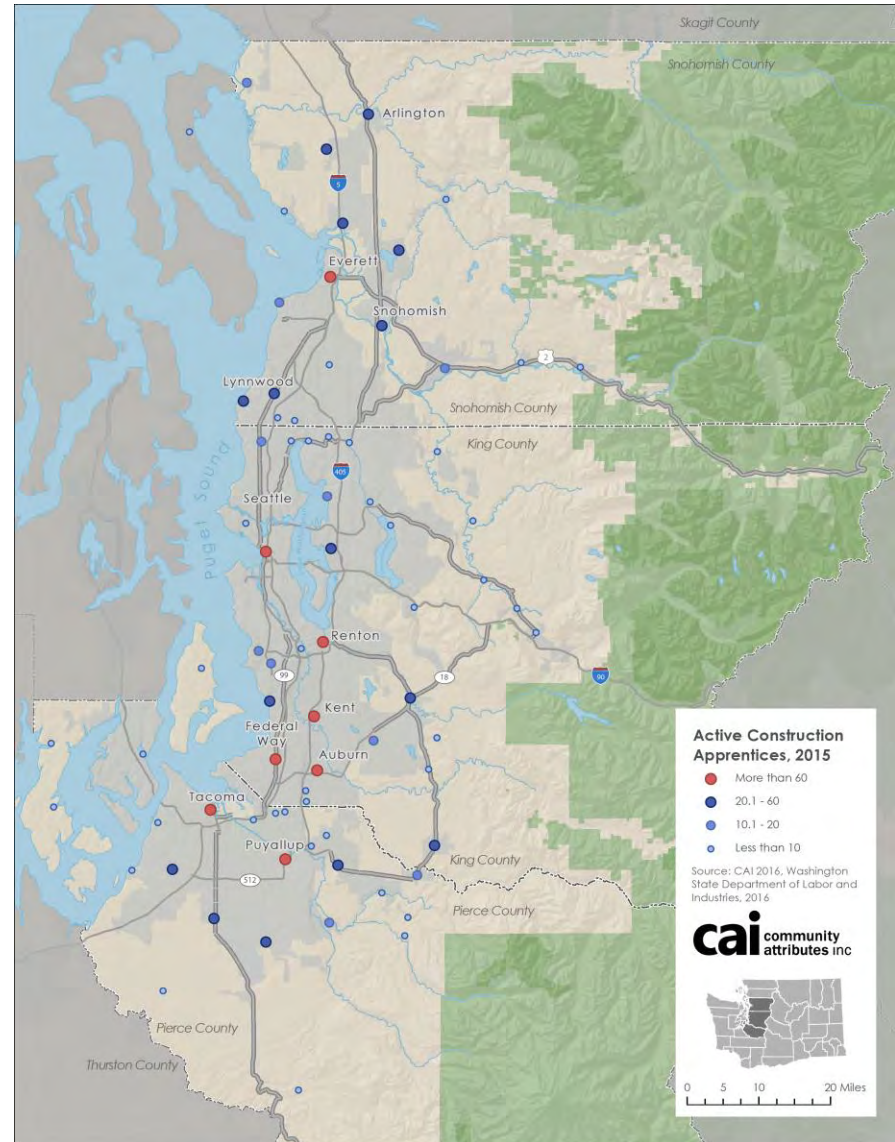 Skagit County
Snohomish County
Arlington
5
Everett
Snohomish
2
Lynnwood
Snohomish County
King County
405
Seattle
Puget Sound
Renton
99
18
90
Kent
Federal
Way
Auburn
Tacoma
Puyallup
512
King County
Pierce County
Pierce County
Thurston County
Active Construction
Apprentices, 2015
More than 60
20.1 - 60
10.1 - 20
Less than 10
Source: CAI 2016, Washington
State Department of Labor and
Industries, 2016
cai community
attributes inc
0 5 10 20 Miles